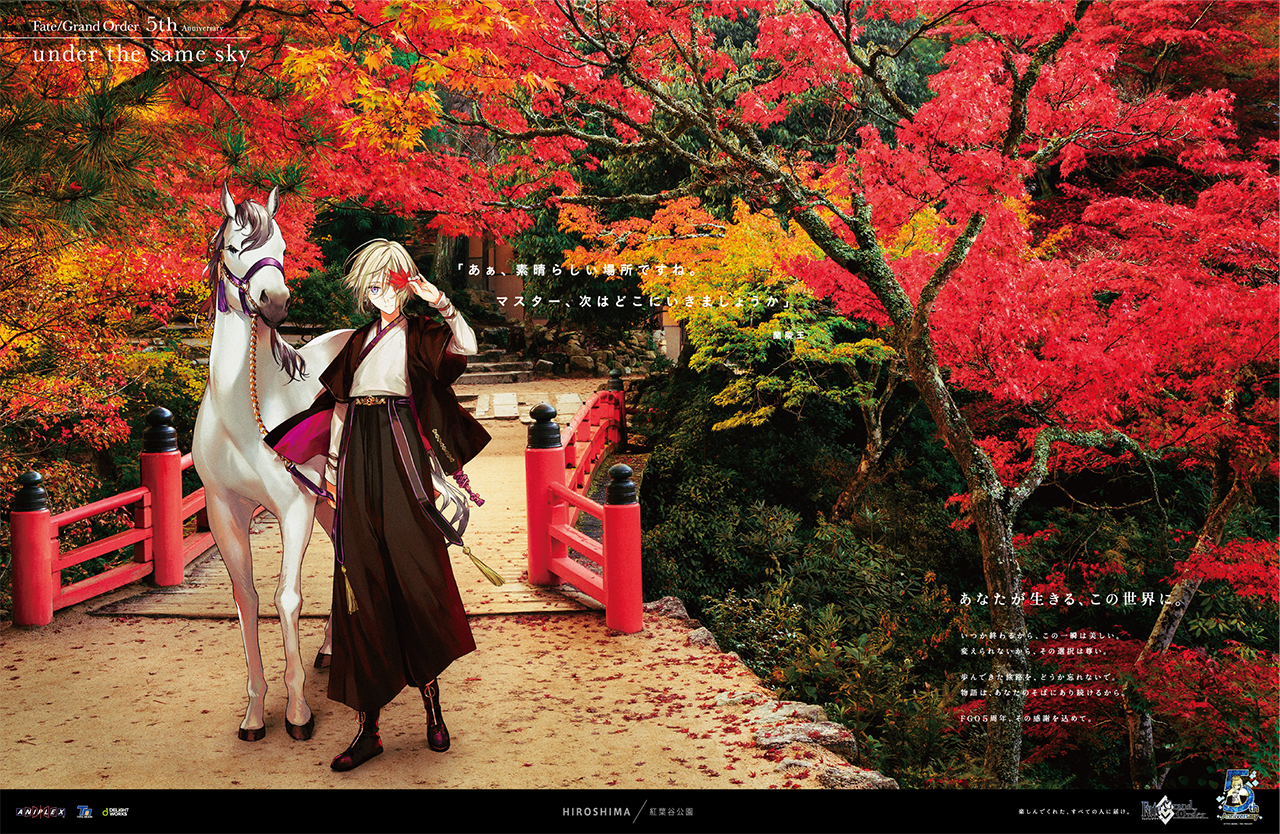 Fate/Grand Order 5th Anniversary
under the same sky
「あぁ、素晴らしい場所ですね。
マスター、次はどこにいきましょうか」
蘭陵王
あなたが生きる、この世界に。
いつか終わるから、この一瞬は美しい。
変えられないから、その選択は尊い。
歩んできた旅路を、どうか忘れないで。
物語は、あなたのそばにあり続けるから。
FGO5周年、その感謝を込めて。
ANIPLEX
DELIGHT
WORKS
HIROSHIMA / 紅葉谷公園
楽しんでくれた、すべての人に届け。
Fate Grand Order
5th
Anniversary